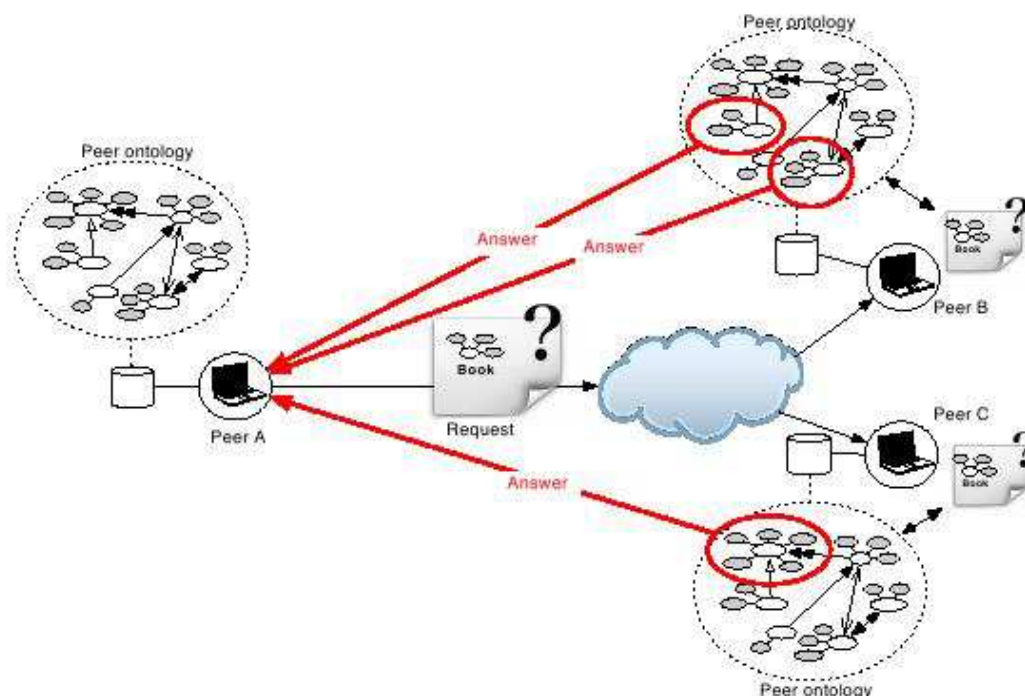 Peer ontology
Peer ontology
Answer
Answer
?
Book
Peer B
?
Book
Request
Peer A
Peer C
?
Book
Answer
Peer ontology